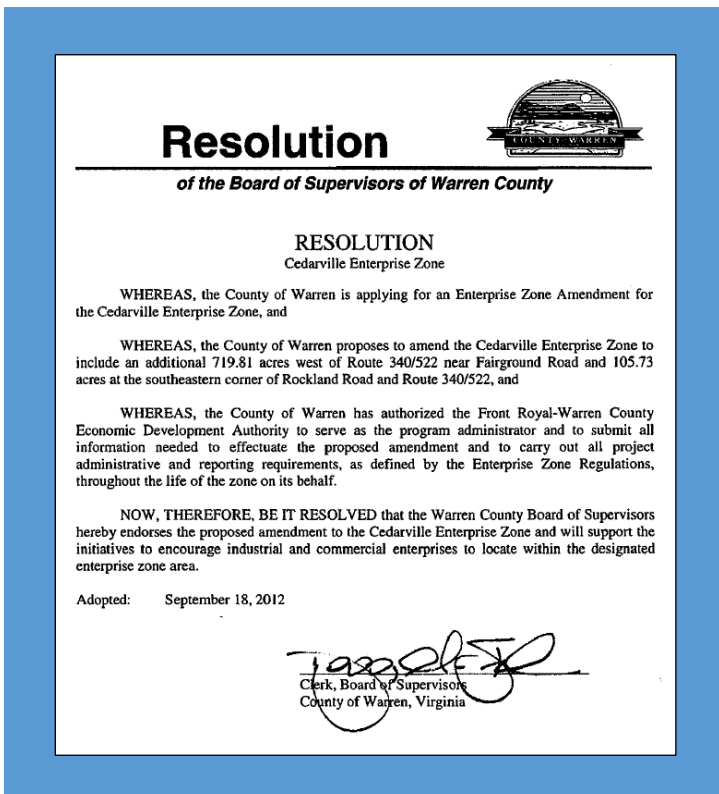 COUNTY WARREN
Resolution
of the Board of Supervisors of Warren County
RESOLUTION
Cedarville Enterprise Zone
WHEREAS, the County of Warren is applying for an Enterprise Zone Amendment for
the Cedarville Enterprise Zone, and
WHEREAS, the County of Warren proposes to amend the Cedarville Enterprise Zone to
include an additional 719.81 acres west of Route 340/522 near Fairground Road and 105.73
acres at the southeastern corner of Rockland Road and Route 340/522, and
WHEREAS, the County of Warren has authorized the Front Royal-Warren County
Economic Development Authority to serve as the program administrator and to submit all
information needed to effectuate the proposed amendment and to carry out all project
administrative and reporting requirements, as defined by the Enterprise Zone Regulations,
throughout the life of the zone on its behalf.
NOW, THEREFORE, BE IT RESOLVED that the Warren County Board of Supervisors
hereby endorses the proposed amendment to the Cedarville Enterprise Zone and will support the
initiatives to encourage industrial and commercial enterprises to locate within the designated
enterprise zone area.
Adopted: September 18, 2012
Clerk, Board of Supervisors
County of Warren, Virginia